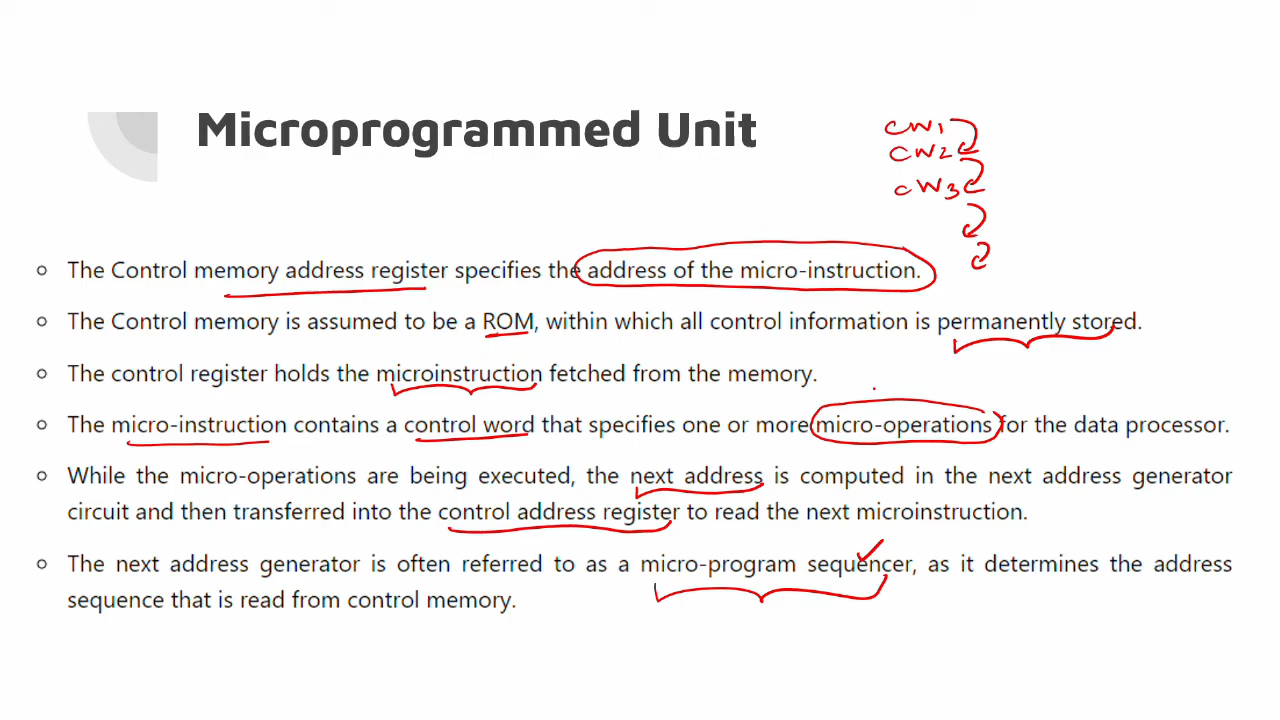 Microprogrammed Unit
CW1
CW2
CW3
The Control memory address register specifies the address of the micro-instruction.
The Control memory is assumed to be a ROM, within which all control information is permanently stored.
The control register holds the microinstruction fetched from the memory.
The micro-instruction contains a control word that specifies one or more micro-operations for the data processor.
While the micro-operations are being executed, the next address is computed in the next address generator
circuit and then transferred into the control address register to read the next microinstruction.
The next address generator is often referred to as a micro-program sequencer, as it determines the address
sequence that is read from control memory.